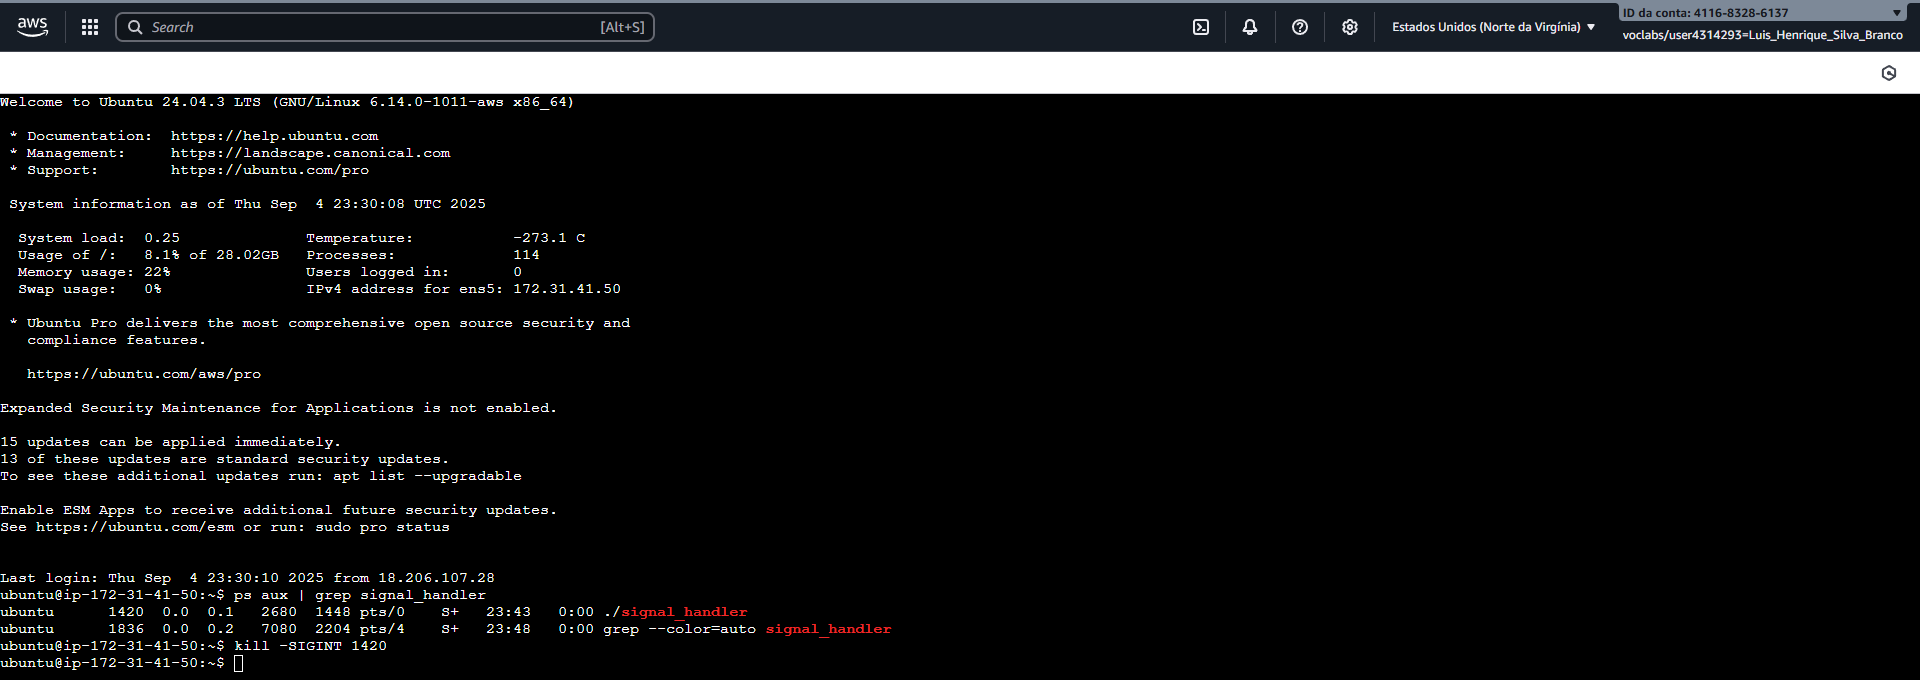 aws
Search [Alt+S]
Estados Unidos (Norte da Virgínia)
ID da conta: 4116-8328-6137
voclabs/user4314293=Luis_Henrique_Silva_Branco
Welcome to Ubuntu 24.04.3 LTS (GNU/Linux 6.14.0-1011-aws x86_64)
* Documentation:  https://help.ubuntu.com
* Management:     https://landscape.canonical.com
* Support:        https://ubuntu.com/pro
System information as of Thu Sep  4 23:30:08 UTC 2025
System load:  0.25              Temperature:           -273.1 C
Usage of /:   8.1% of 28.02GB   Processes:             114
Memory usage: 22%               Users logged in:       0
Swap usage:   0%                IPv4 address for ens5: 172.31.41.50
* Ubuntu Pro delivers the most comprehensive open source security and
compliance features.
https://ubuntu.com/aws/pro
Expanded Security Maintenance for Applications is not enabled.
15 updates can be applied immediately.
13 of these updates are standard security updates.
To see these additional updates run: apt list --upgradable
Enable ESM Apps to receive additional future security updates.
See https://ubuntu.com/esm or run: sudo pro status
Last login: Thu Sep  4 23:30:10 2025 from 18.206.107.28
ubuntu@ip-172-31-41-50:~$ ps aux | grep signal_handler
ubuntu      1420  0.0  0.1   2680  1448 pts/0    S+   23:43   0:00 ./signal_handler
ubuntu      1836  0.0  0.2   7080  2204 pts/4    S+   23:48   0:00 grep --color=auto signal_handler
ubuntu@ip-172-31-41-50:~$ kill -SIGINT 1420
ubuntu@ip-172-31-41-50:~$